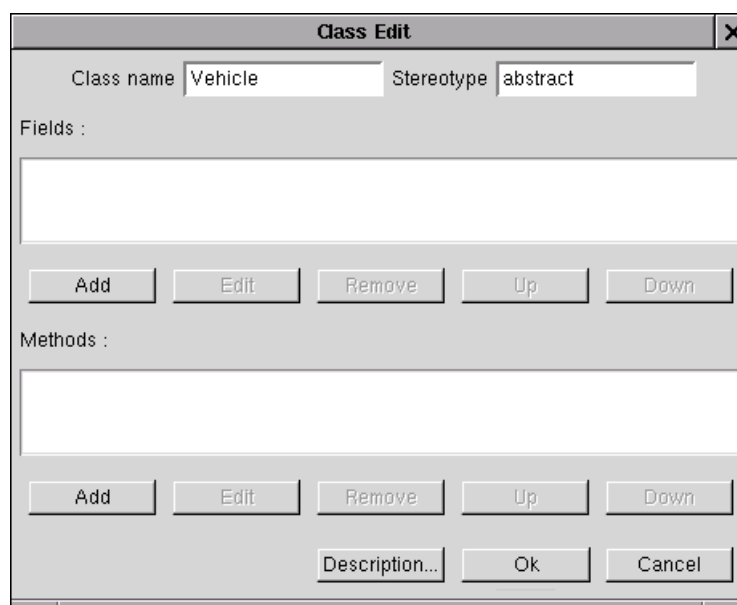 Class Edit
Class name Vehicle Stereotype abstract
Fields :
Add Edit Remove Up Down
Methods :
Add Edit Remove Up Down
Description... Ok Cancel